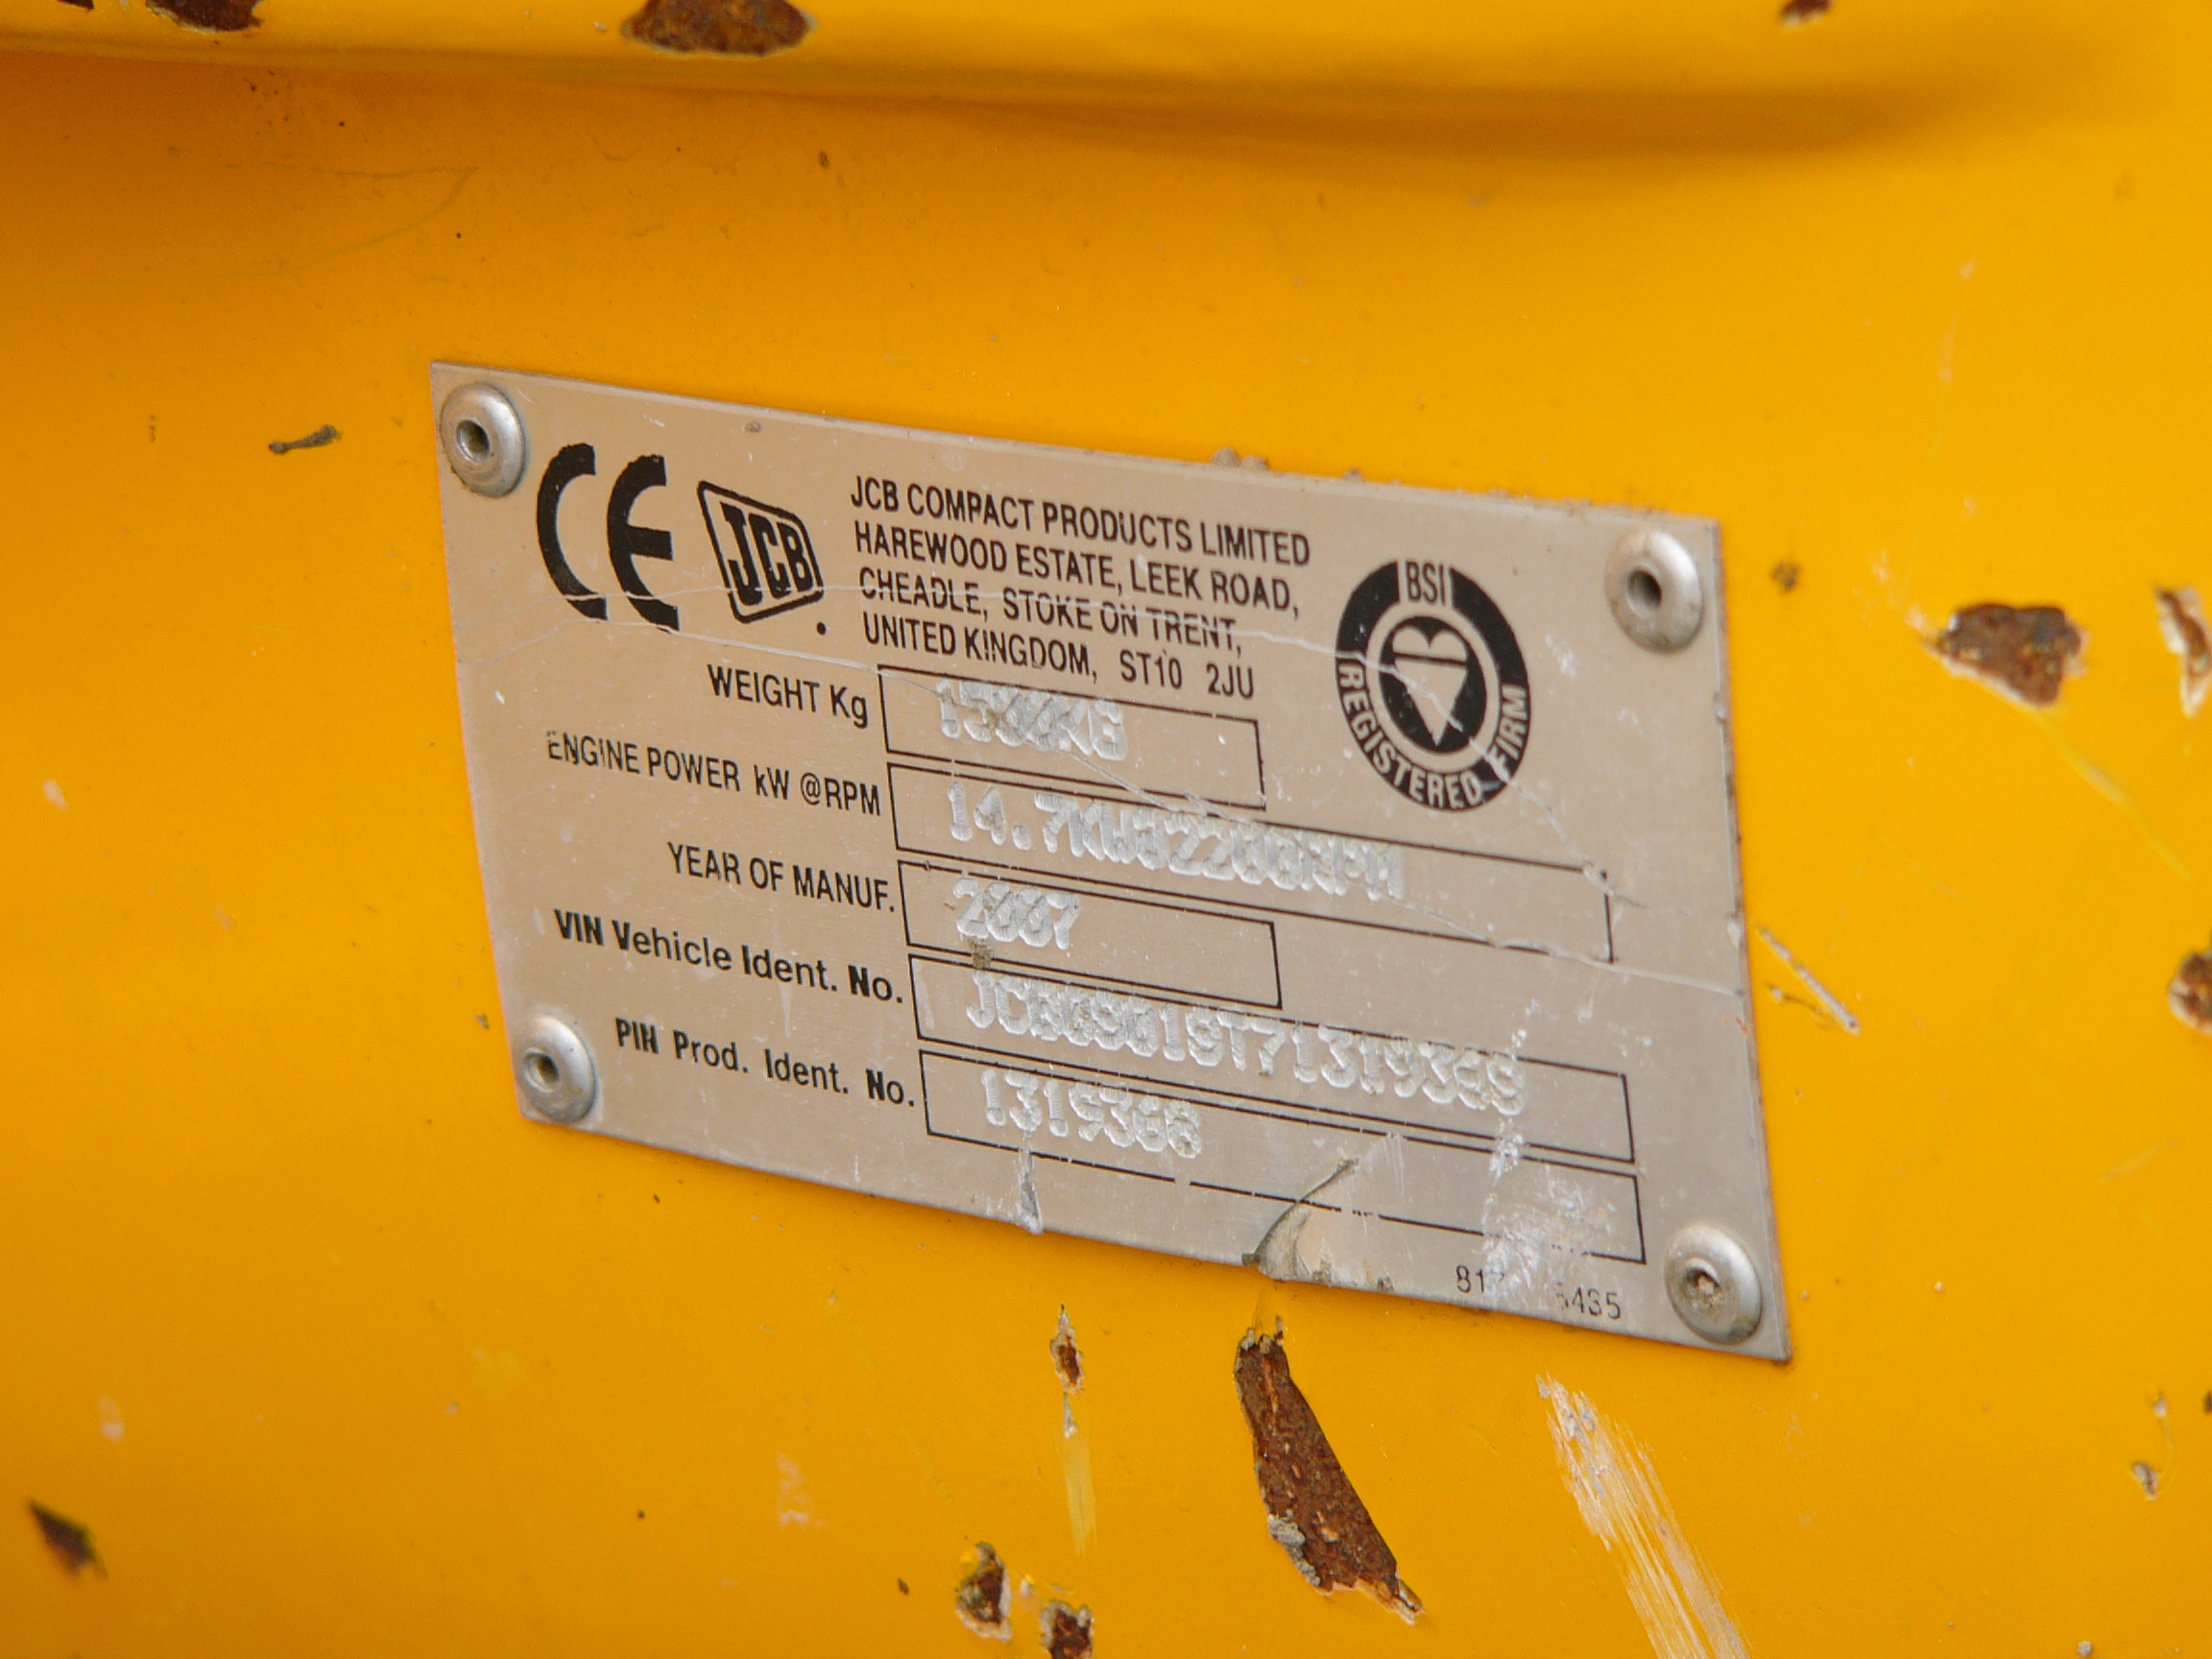 CE JCB
JCB COMPACT PRODUCTS LIMITED
HAREWOOD ESTATE, LEEK ROAD,
CHEADLE, STOKE ON TRENT,
UNITED KINGDOM, ST10 2JU
BSI
REGISTERED FIRM
WEIGHT Kg 1500KG
ENGINE POWER kW @RPM 14.7KW@2200RPM
YEAR OF MANUF. 2007
VIN Vehicle Ident. No.
PIN Prod. Ident. No. 1319368